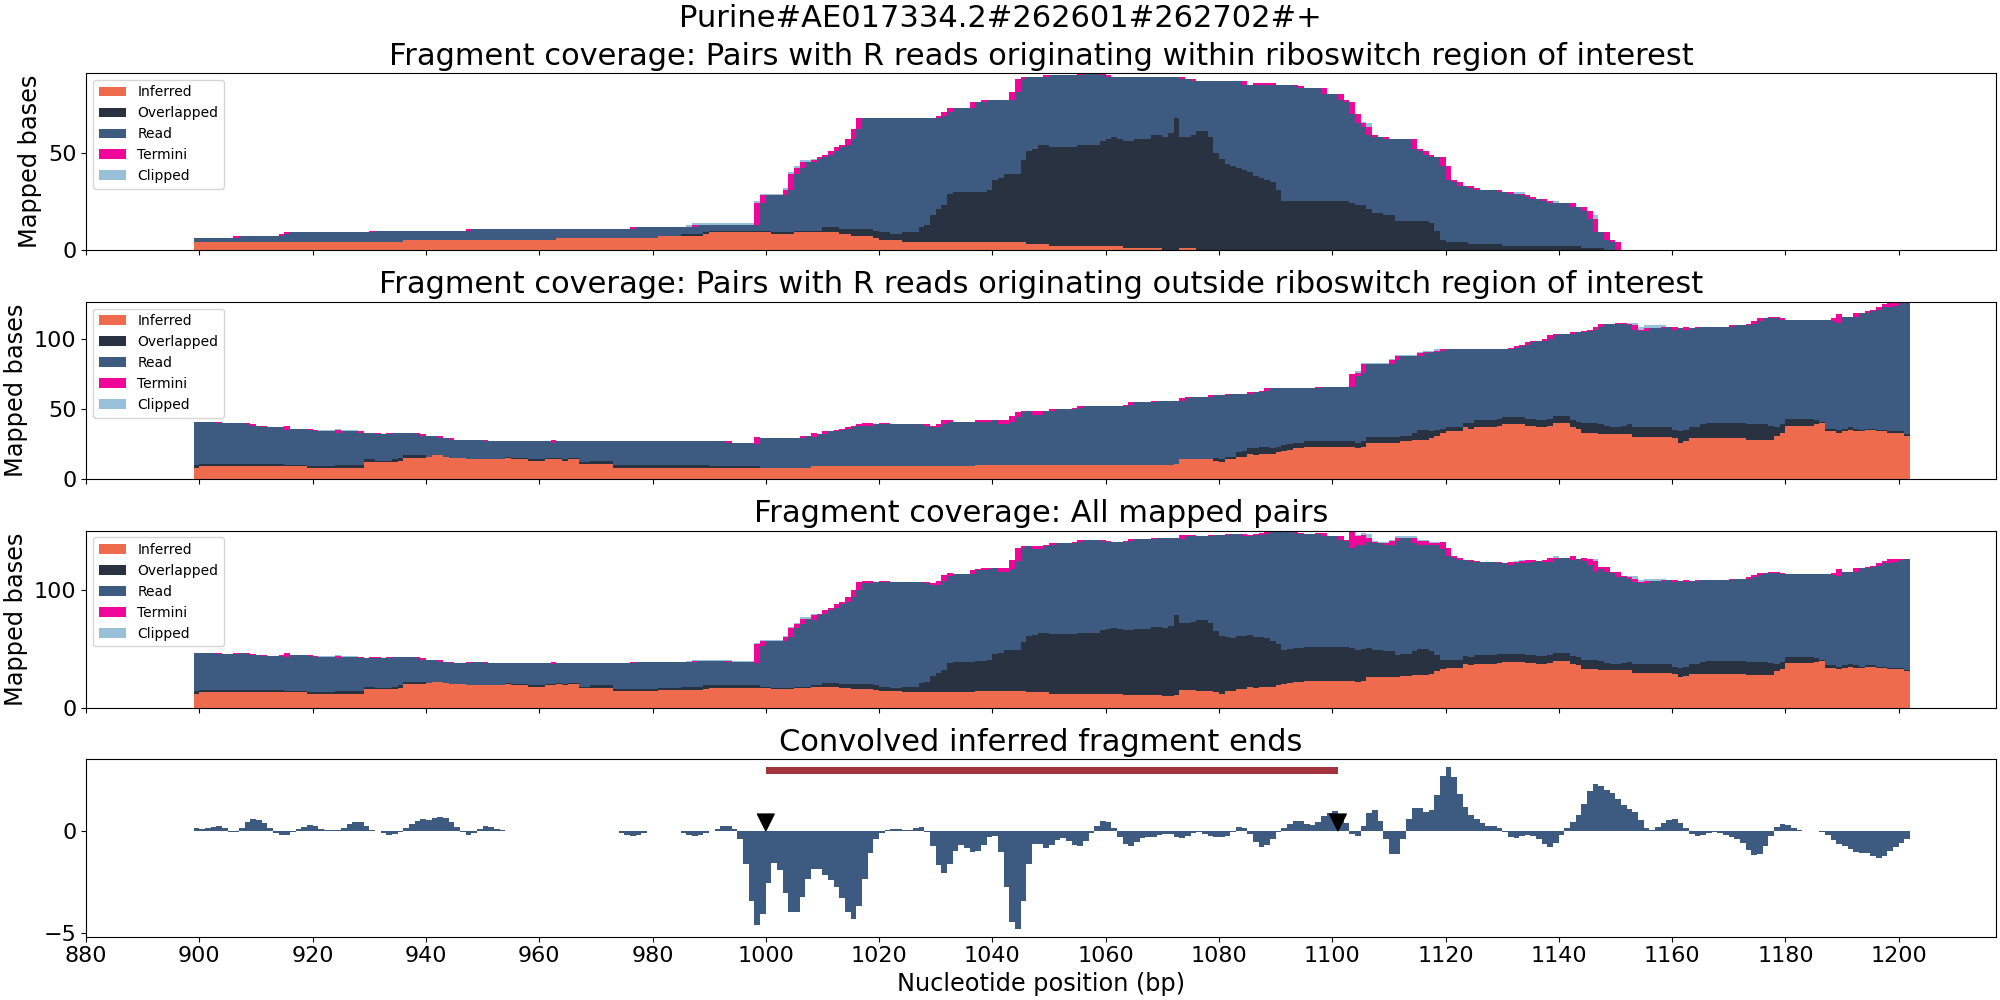 Purine#AE017334.2#262601#262702#+
Fragment coverage: Pairs with R reads originating within riboswitch region of interest
Mapped bases
50
0
Inferred
Overlapped
Read
Termini
Clipped
Fragment coverage: Pairs with R reads originating outside riboswitch region of interest
Mapped bases
100
50
0
Inferred
Overlapped
Read
Termini
Clipped
Fragment coverage: All mapped pairs
Mapped bases
100
0
Inferred
Overlapped
Read
Termini
Clipped
Convolved inferred fragment ends
0
−5
880 900 920 940 960 980 1000 1020 1040 1060 1080 1100 1120 1140 1160 1180 1200
Nucleotide position (bp)